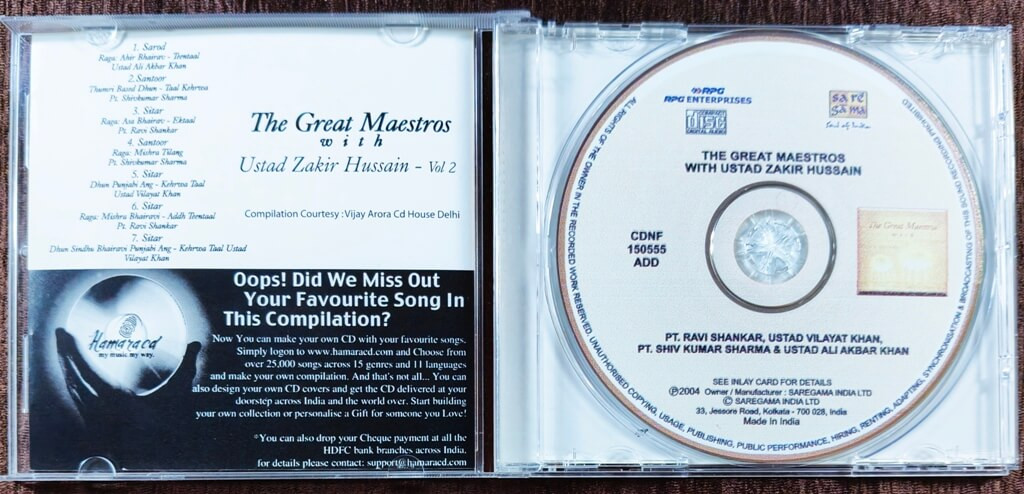 1. Sarod
Raga: Ahir Bhairav - Teentaal
Ustad Ali Akbar Khan
2. Santoor
Thumri Based Dhun - Taal Kehrwa
Pt. Shivkumar Sharma
3. Sitar
Raga: Asa Bhairav - Ektaal
Pt. Ravi Shankar
4. Santoor
Raga: Mishra Tilang
Pt. Shivkumar Sharma
5. Sitar
Dhun Punjabi Ang - Kehrwa Taal
Ustad Vilayat Khan
6. Sitar
Raga: Mishra Bhairavi - Addh Teentaal
Pt. Ravi Shankar
7. Sitar
Dhun Sindhu Bhairavi Punjabi Ang - Kehrwa Taal Ustad
Vilayat Khan
The Great Maestros
with
Ustad Zakir Hussain - Vol 2
Compilation Courtesy : Vijay Arora Cd House Delhi
Oops! Did We Miss Out
Your Favourite Song In
This Compilation?
Hamaracd
my music. my way.
Now You can make your own CD with your favourite songs.
Simply logon to www.hamaracd.com and Choose from
over 25,000 songs across 15 genres and 11 languages
and make your own compilation. And that's not all... You can
also design your own CD covers and get the CD delivered at your
doorstep across India and the world over. Start building
your own collection or personalise a Gift for someone you Love!
*You can also drop your Cheque payment at all the
HDFC bank branches across India,
for details please contact: support@hamaracd.com
RPG
RPG ENTERPRISES
COMPACT
disc
DIGITAL AUDIO
sa re
ga ma
Soul of India
THE GREAT MAESTROS
WITH USTAD ZAKIR HUSSAIN
CDNF
150555
ADD
The Great Maestros
with
PT. RAVI SHANKAR, USTAD VILAYAT KHAN,
PT. SHIV KUMAR SHARMA & USTAD ALI AKBAR KHAN
SEE INLAY CARD FOR DETAILS
Ⓟ2004 Owner / Manufacturer : SAREGAMA INDIA LTD
© SAREGAMA INDIA LTD
33, Jessore Road, Kolkata - 700 028, India
Made in India
ALL RIGHTS OF THE OWNER IN THE RECORDED WORK RESERVED. UNAUTHORISED COPYING, USAGE, PUBLISHING, PUBLIC PERFORMANCE, HIRING, RENTING, ADAPTING, SYNCHRONISATION & BROADCASTING OF THIS SOUND RECORDING PROHIBITED